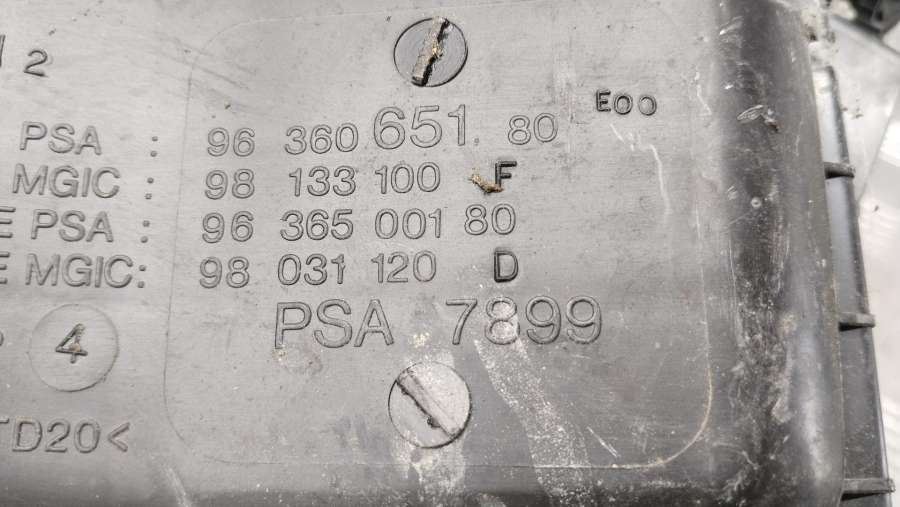 2
PSA : 96 360 651 80 E00
MGIC : 98 133 100 F
E PSA : 96 365 001 80
E MGIC: 98 031 120 D
PSA 7899
4
TD20<